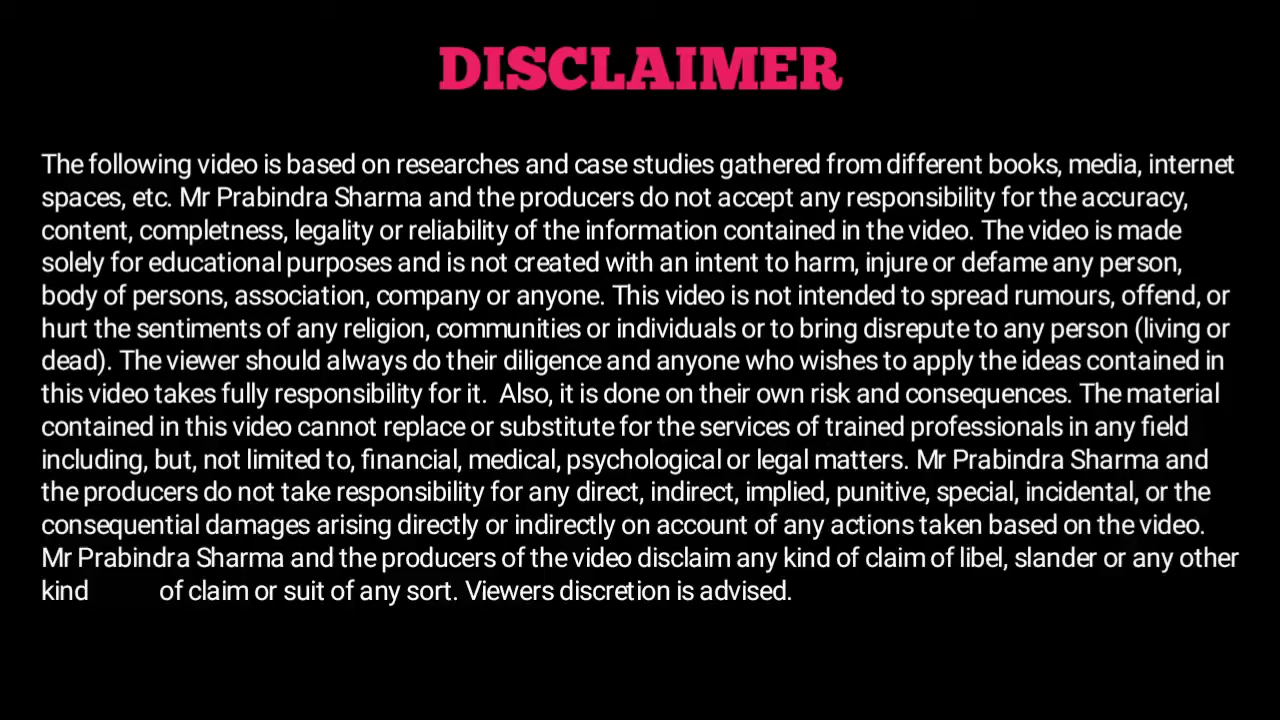 DISCLAIMER
The following video is based on researches and case studies gathered from different books, media, internet
spaces, etc. Mr Prabindra Sharma and the producers do not accept any responsibility for the accuracy,
content, completness, legality or reliability of the information contained in the video. The video is made
solely for educational purposes and is not created with an intent to harm, injure or defame any person,
body of persons, association, company or anyone. This video is not intended to spread rumours, offend, or
hurt the sentiments of any religion, communities or individuals or to bring disrepute to any person (living or
dead). The viewer should always do their diligence and anyone who wishes to apply the ideas contained in
this video takes fully responsibility for it.  Also, it is done on their own risk and consequences. The material
contained in this video cannot replace or substitute for the services of trained professionals in any field
including, but, not limited to, financial, medical, psychological or legal matters. Mr Prabindra Sharma and
the producers do not take responsibility for any direct, indirect, implied, punitive, special, incidental, or the
consequential damages arising directly or indirectly on account of any actions taken based on the video.
Mr Prabindra Sharma and the producers of the video disclaim any kind of claim of libel, slander or any other
kind of claim or suit of any sort. Viewers discretion is advised.